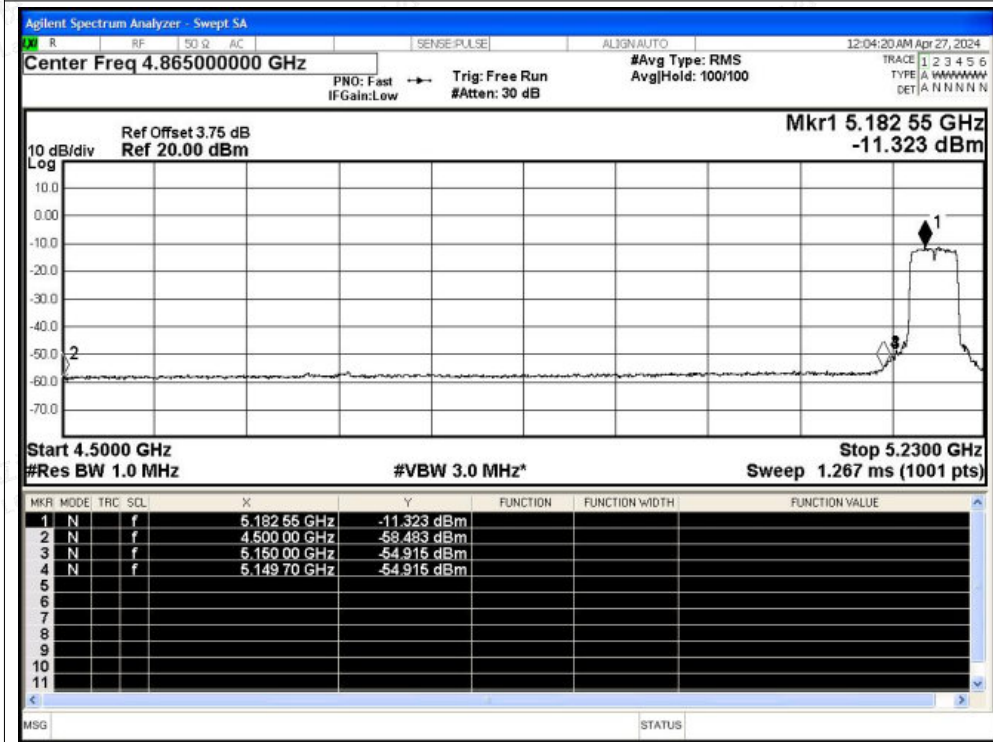 Agilent Spectrum Analyzer - Swept SA
LXI R RF 50 Ω AC SENSE:PULSE ALIGNAUTO 12:04:20 AM Apr 27, 2024
Center Freq 4.865000000 GHz #Avg Type: RMS TRACE 1 2 3 4 5 6
PNO: Fast Trig: Free Run Avg|Hold: 100/100 TYPE A WWWWW
IFGain:Low #Atten: 30 dB DET A N N N N N
Ref Offset 3.75 dB Mkr1 5.182 55 GHz
10 dB/div Ref 20.00 dBm -11.323 dBm
Log
10.0
0.00
1
-10.0
-20.0
-30.0
-40.0
-50.0 2
-60.0
-70.0
Start 4.5000 GHz Stop 5.2300 GHz
#Res BW 1.0 MHz #VBW 3.0 MHz* Sweep 1.267 ms (1001 pts)
MKR MODE TRC SCL X Y FUNCTION FUNCTION WIDTH FUNCTION VALUE
1 N f 5.182 55 GHz -11.323 dBm
2 N f 4.500 00 GHz -58.483 dBm
3 N f 5.150 00 GHz -54.915 dBm
4 N f 5.149 70 GHz -54.915 dBm
5
6
7
8
9
10
11
MSG STATUS